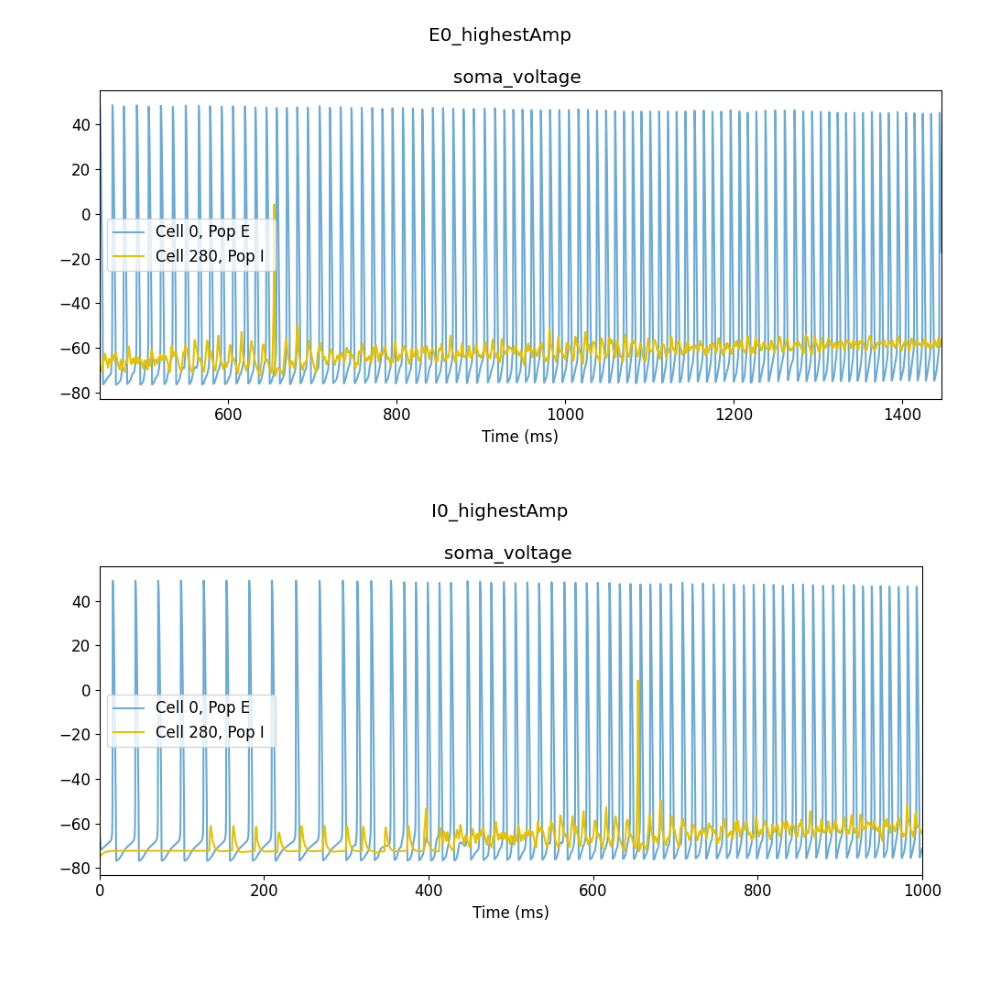 E0_highestAmp
soma_voltage
40
20
0
−20
−40
−60
−80
Cell 0, Pop E
Cell 280, Pop I
600 800 1000 1200 1400
Time (ms)
I0_highestAmp
soma_voltage
40
20
0
−20
−40
−60
−80
Cell 0, Pop E
Cell 280, Pop I
0 200 400 600 800 1000
Time (ms)